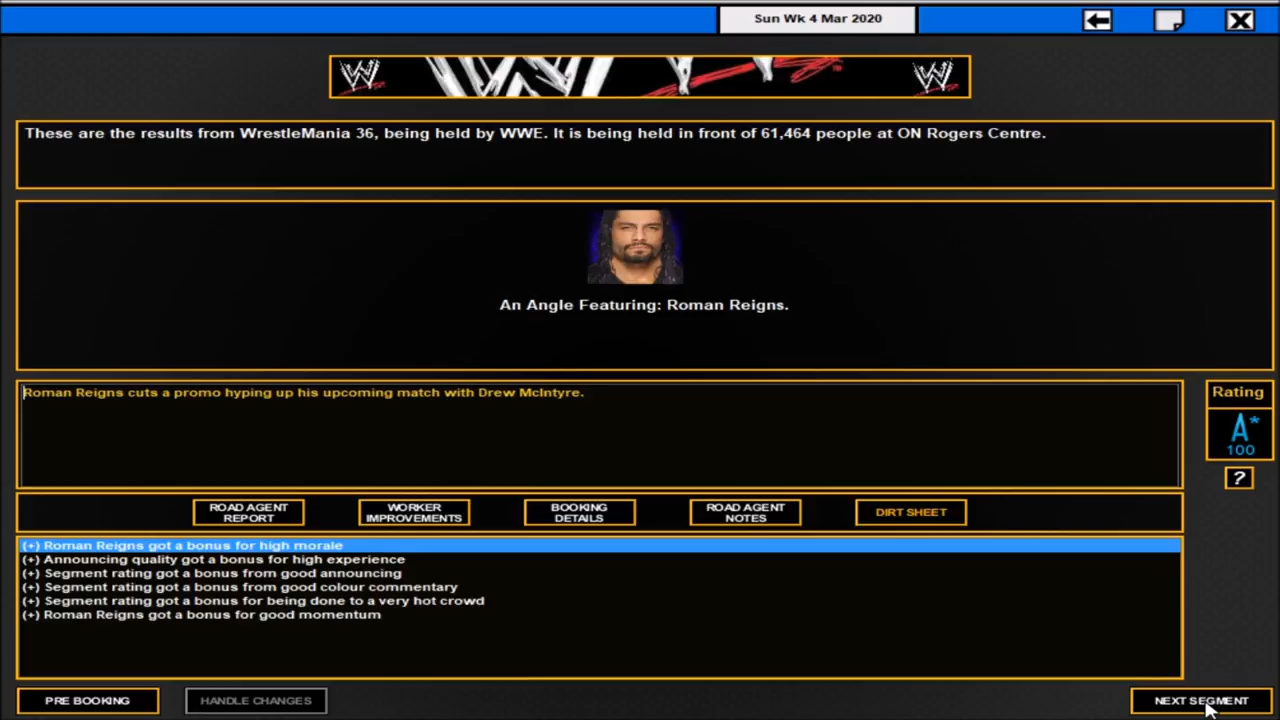 Sun Wk 4 Mar 2020
W W W
These are the results from WrestleMania 36, being held by WWE. It is being held in front of 61,464 people at ON Rogers Centre.
An Angle Featuring: Roman Reigns.
Roman Reigns cuts a promo hyping up his upcoming match with Drew McIntyre.
Rating
A*
100
?
ROAD AGENT REPORT
WORKER IMPROVEMENTS
BOOKING DETAILS
ROAD AGENT NOTES
DIRT SHEET
(+) Roman Reigns got a bonus for high morale
(+) Announcing quality got a bonus for high experience
(+) Segment rating got a bonus from good announcing
(+) Segment rating got a bonus from good colour commentary
(+) Segment rating got a bonus for being done to a very hot crowd
(+) Roman Reigns got a bonus for good momentum
PRE BOOKING
HANDLE CHANGES
NEXT SEGMENT